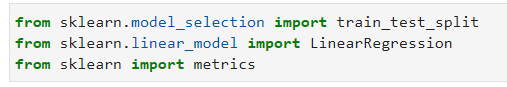 from sklearn.model_selection import train_test_split
from sklearn.linear_model import LinearRegression
from sklearn import metrics